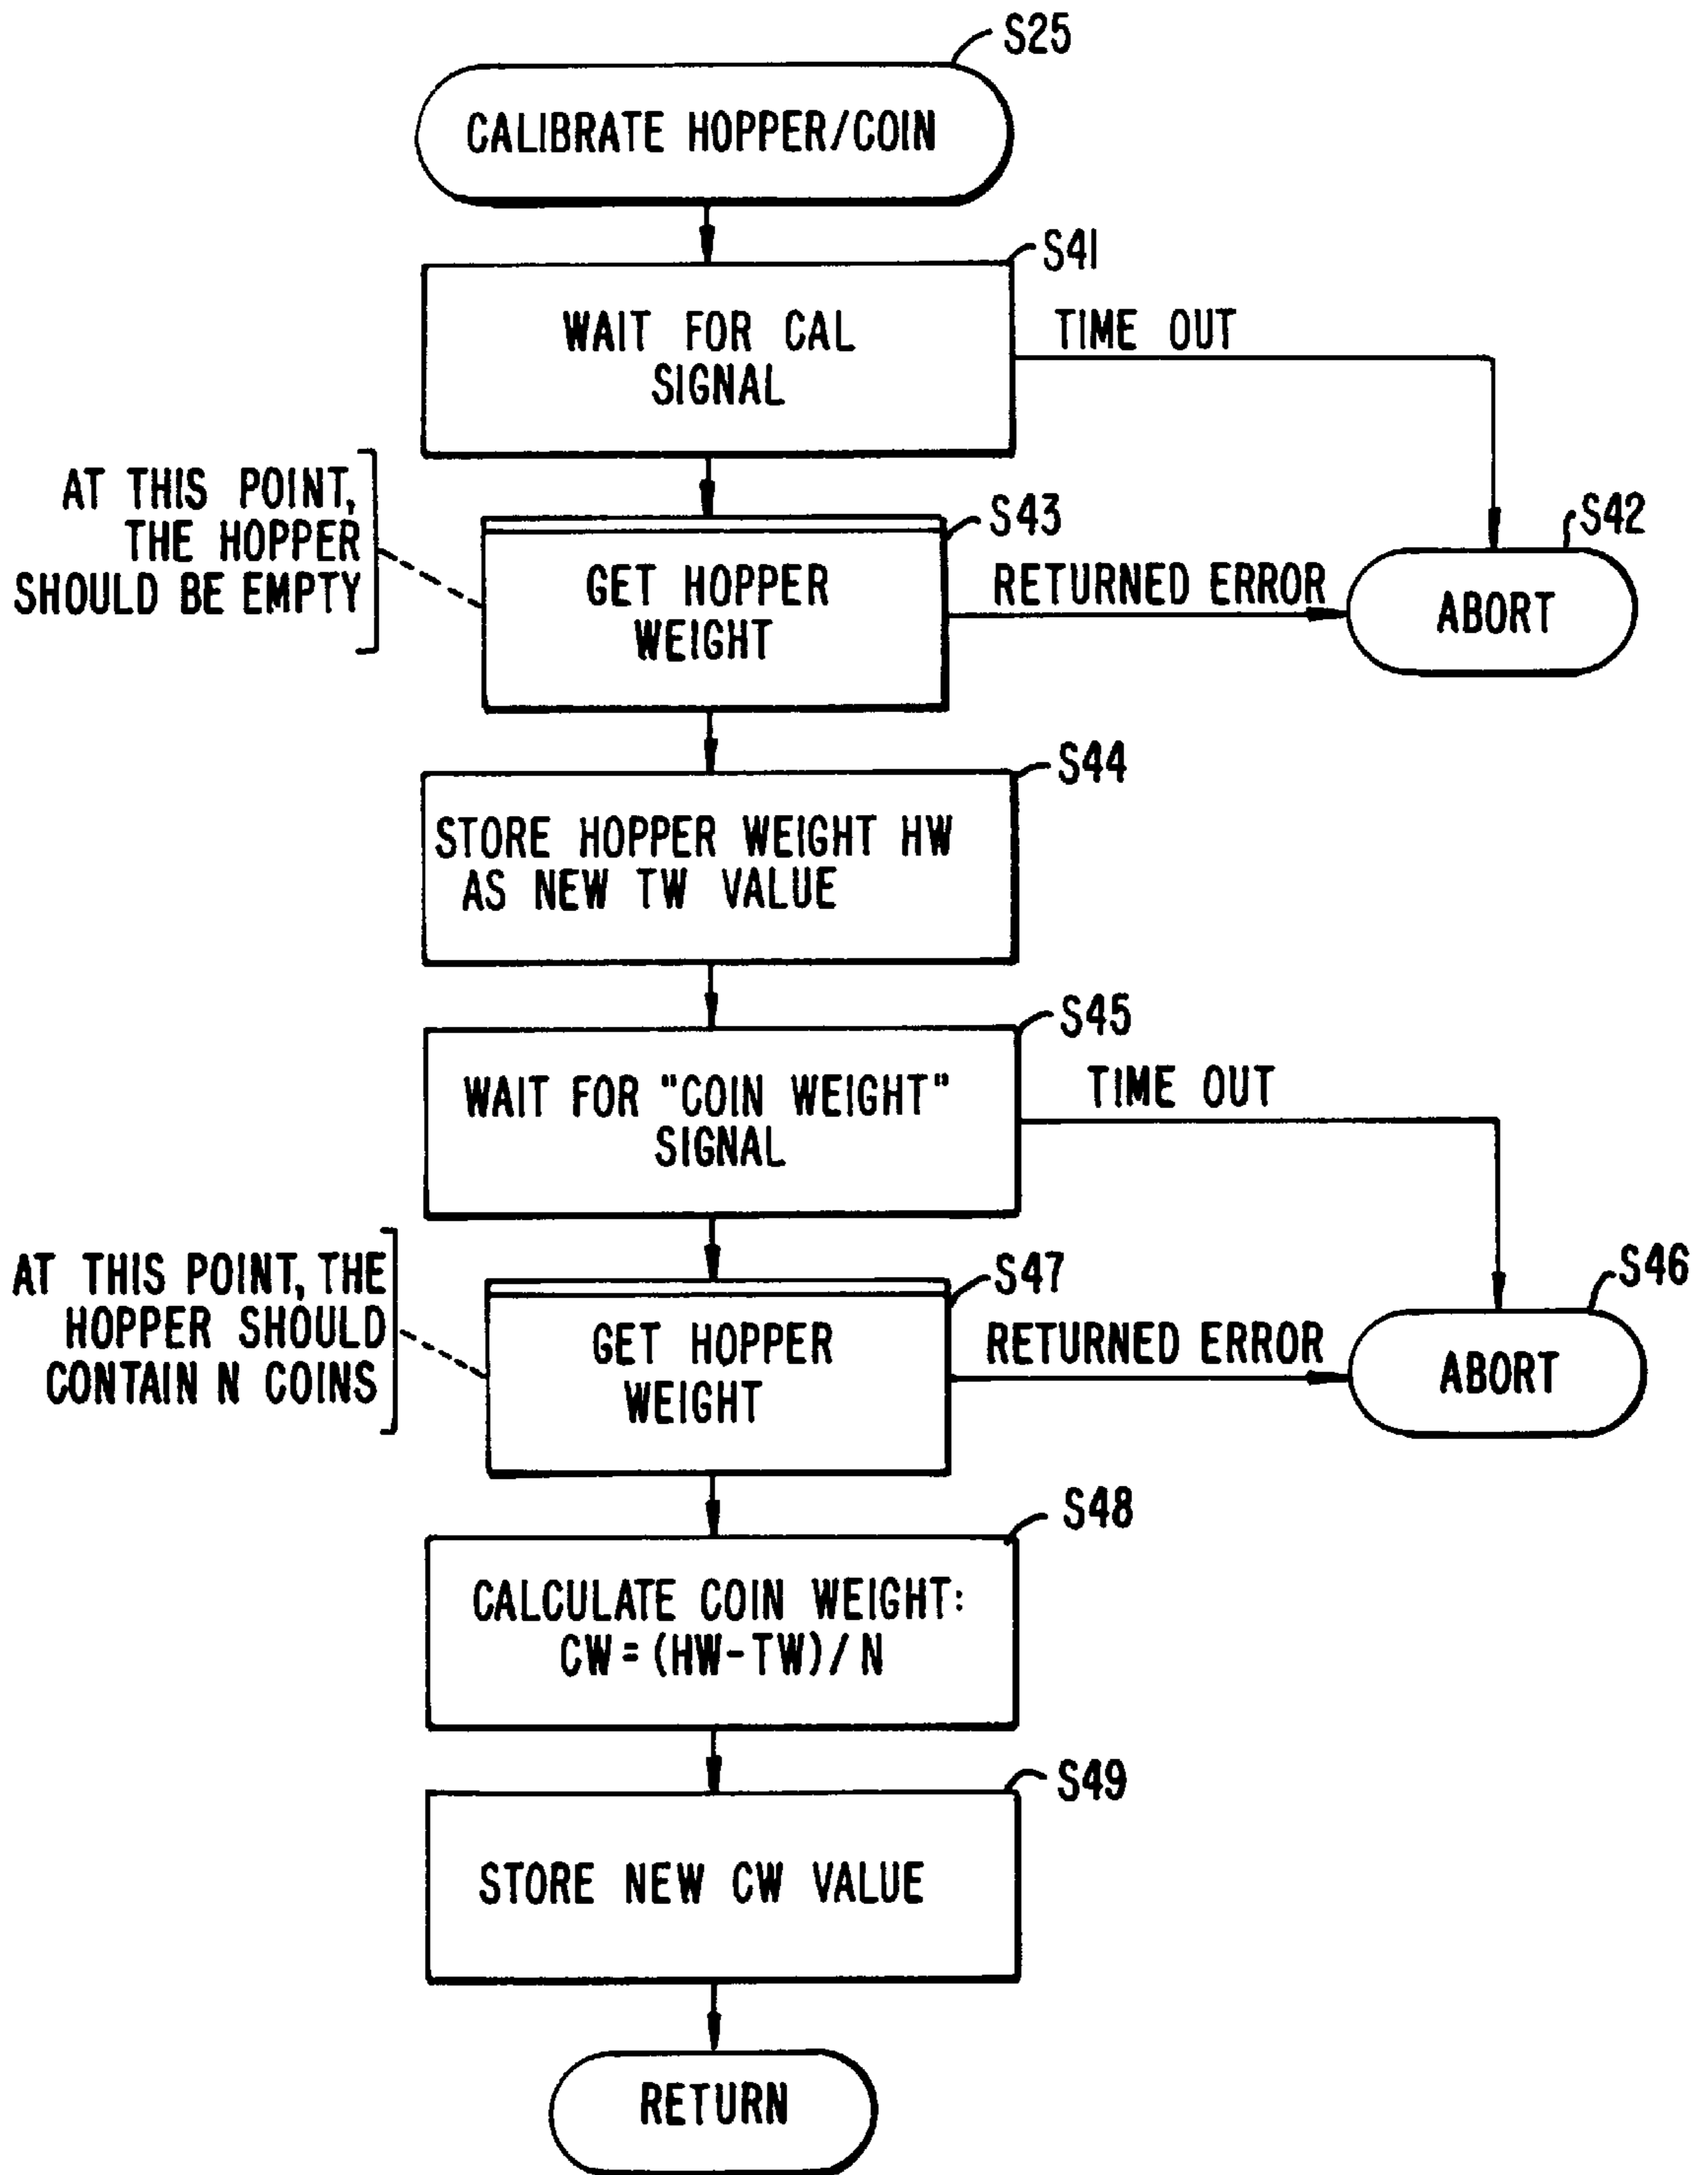 S25
CALIBRATE HOPPER/COIN
S41
WAIT FOR CAL
SIGNAL
TIME OUT
AT THIS POINT,
THE HOPPER
SHOULD BE EMPTY
S43
GET HOPPER
WEIGHT
RETURNED ERROR
S42
ABORT
S44
STORE HOPPER WEIGHT HW
AS NEW TW VALUE
S45
WAIT FOR "COIN WEIGHT"
SIGNAL
TIME OUT
AT THIS POINT, THE
HOPPER SHOULD
CONTAIN N COINS
S47
GET HOPPER
WEIGHT
RETURNED ERROR
S46
ABORT
S48
CALCULATE COIN WEIGHT:
CW=(HW-TW)/N
S49
STORE NEW CW VALUE
RETURN